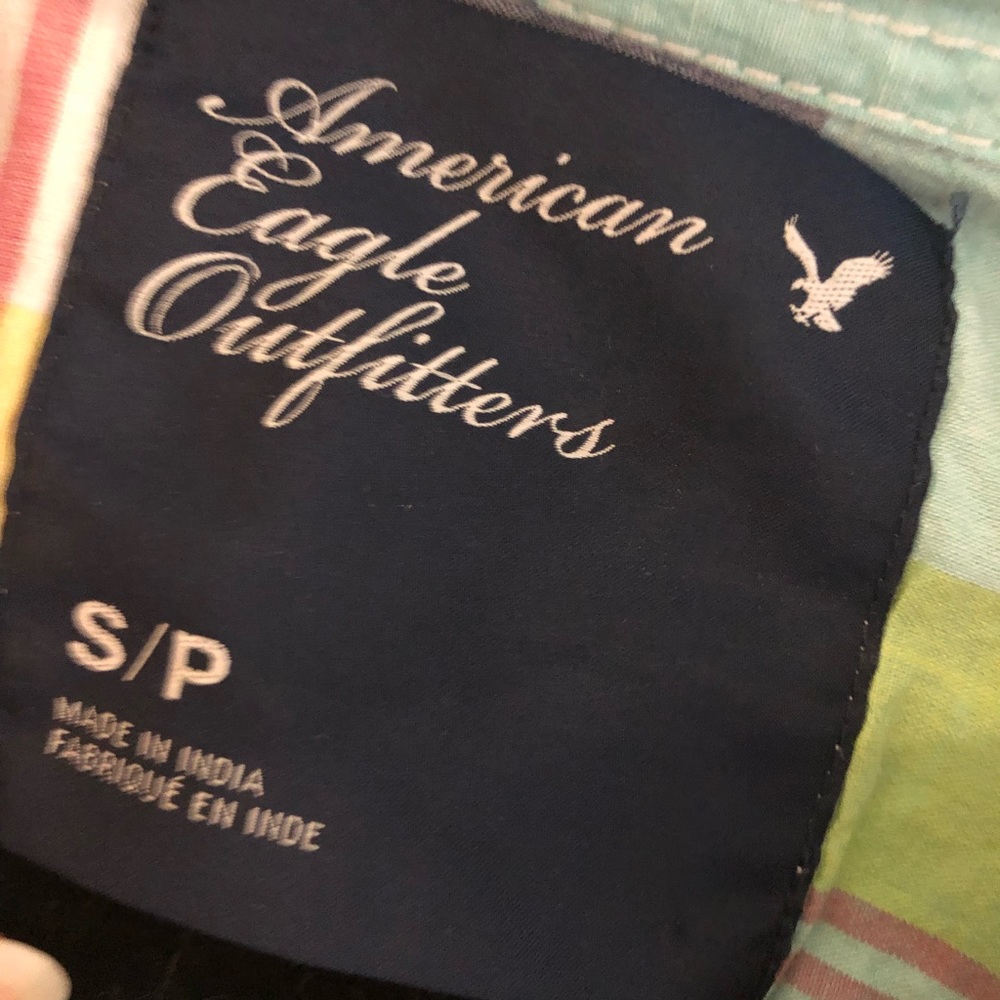 American
Eagle
Outfitters
S/P
MADE IN INDIA
FABRIQUÉ EN INDE